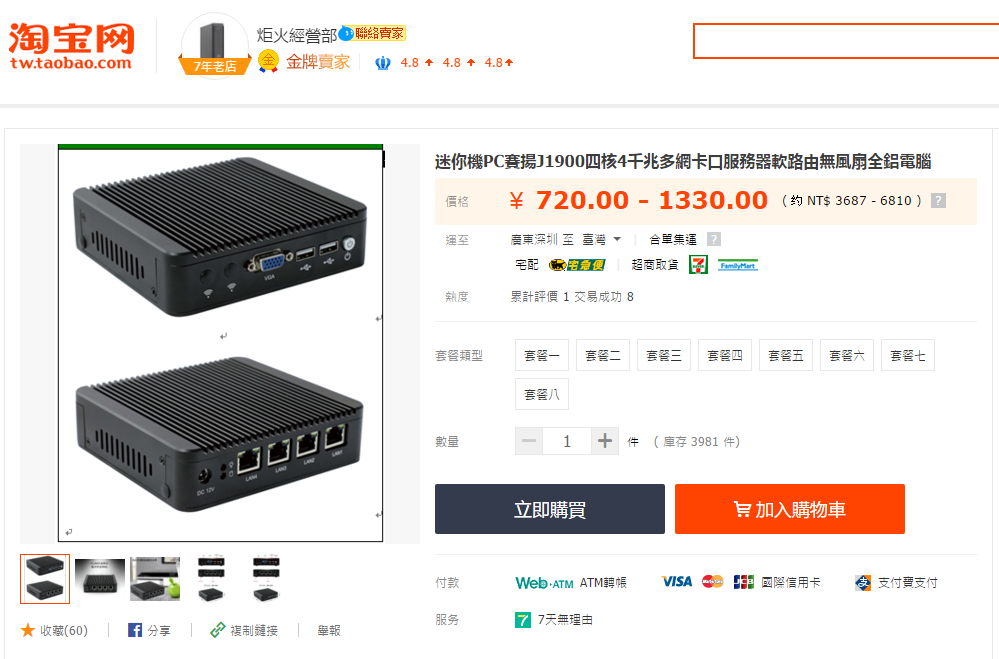 淘宝网
tw.taobao.com
7年老店
炬火經營部 聯絡賣家
金 金牌賣家 4.8 4.8 4.8
迷你機PC賽揚J1900四核4千兆多網卡口服務器軟路由無風扇全鋁電腦
價格 ¥ 720.00 - 1330.00 ( 约 NT$ 3687 - 6810 ) ?
運至 廣東深圳 至 臺灣 合單集運 ?
宅配 宅急便 超商取貨 7 FamilyMart
熱度 累計評價 1 交易成功 8
VGA
套餐類型 套餐一 套餐二 套餐三 套餐四 套餐五 套餐六 套餐七
套餐八
數量 − 1 + 件 ( 庫存 3981 件)
DC 12V LAN4 LAN3 LAN2 LAN1
立即購買 加入購物車
付款 Web·ATM ATM轉帳 VISA MasterCard JCB 國際信用卡 支 支付寶支付
服务 7 7天無理由
收藏(60) 分享 複制鏈接 舉報